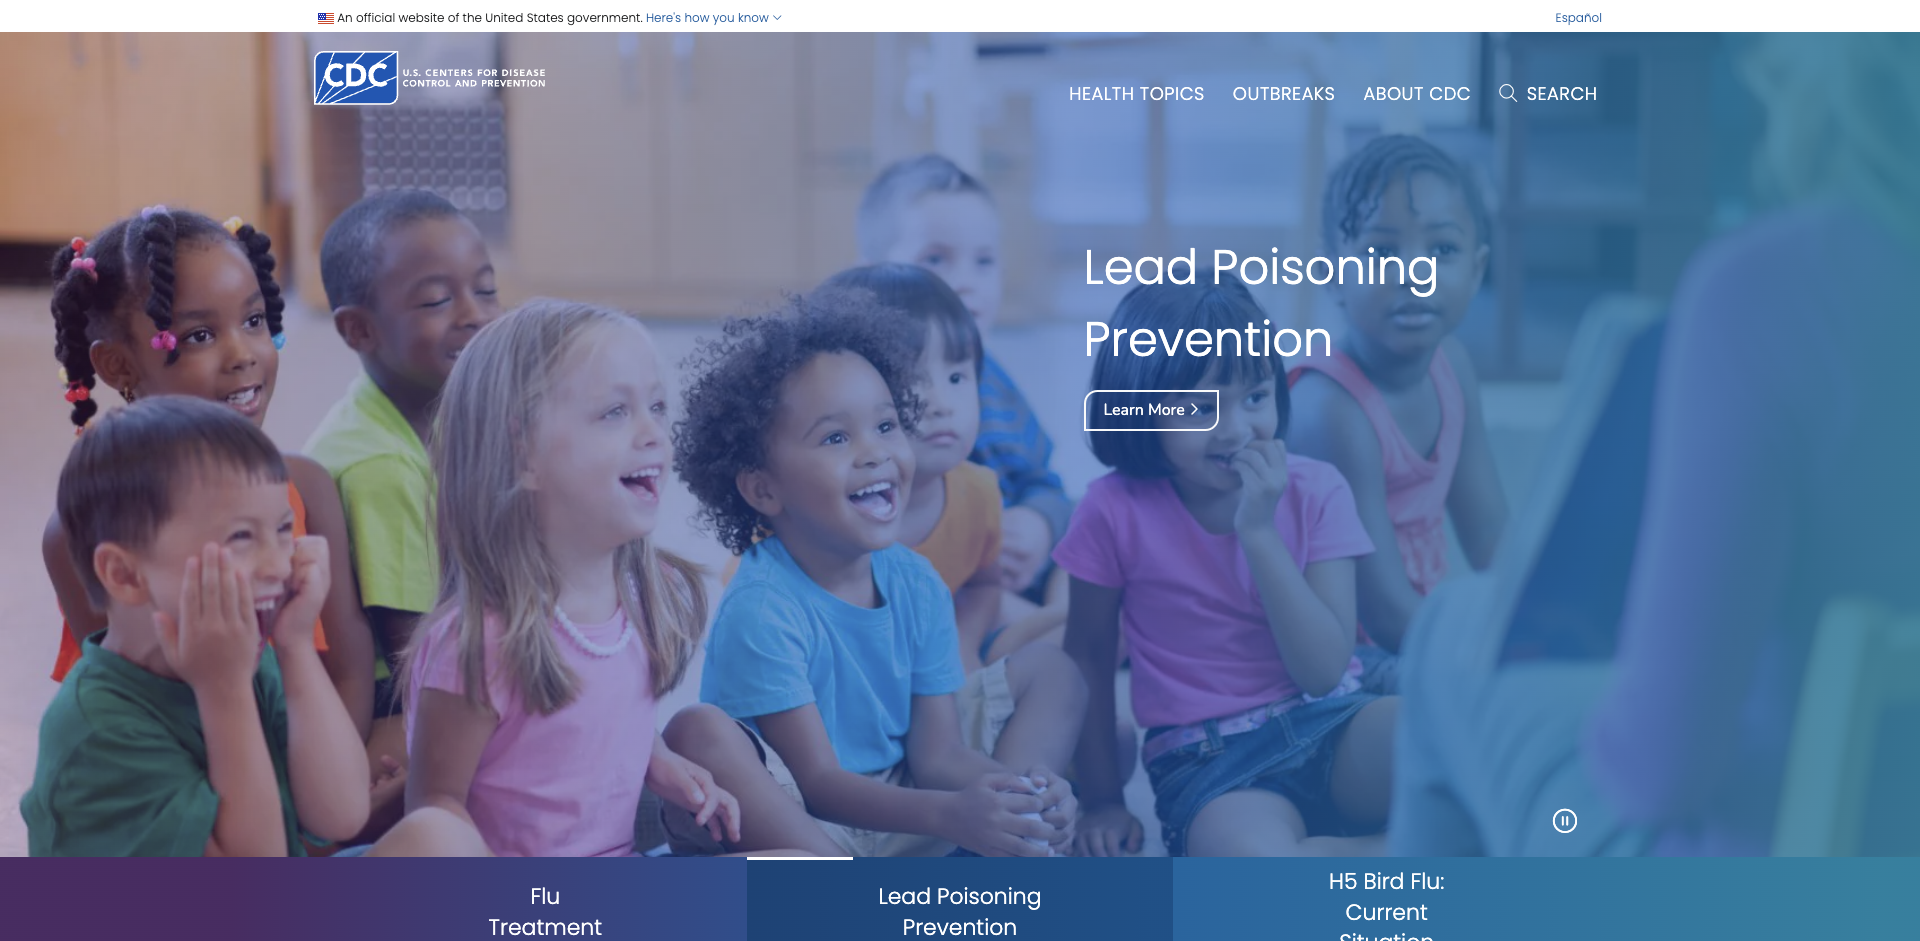 An official website of the United States government. Here's how you know
Español
CDC
U.S. CENTERS FOR DISEASE
CONTROL AND PREVENTION
HEALTH TOPICS
OUTBREAKS
ABOUT CDC
SEARCH
Lead Poisoning
Prevention
Learn More
Flu
Treatment
Lead Poisoning
Prevention
H5 Bird Flu:
Current
Situation